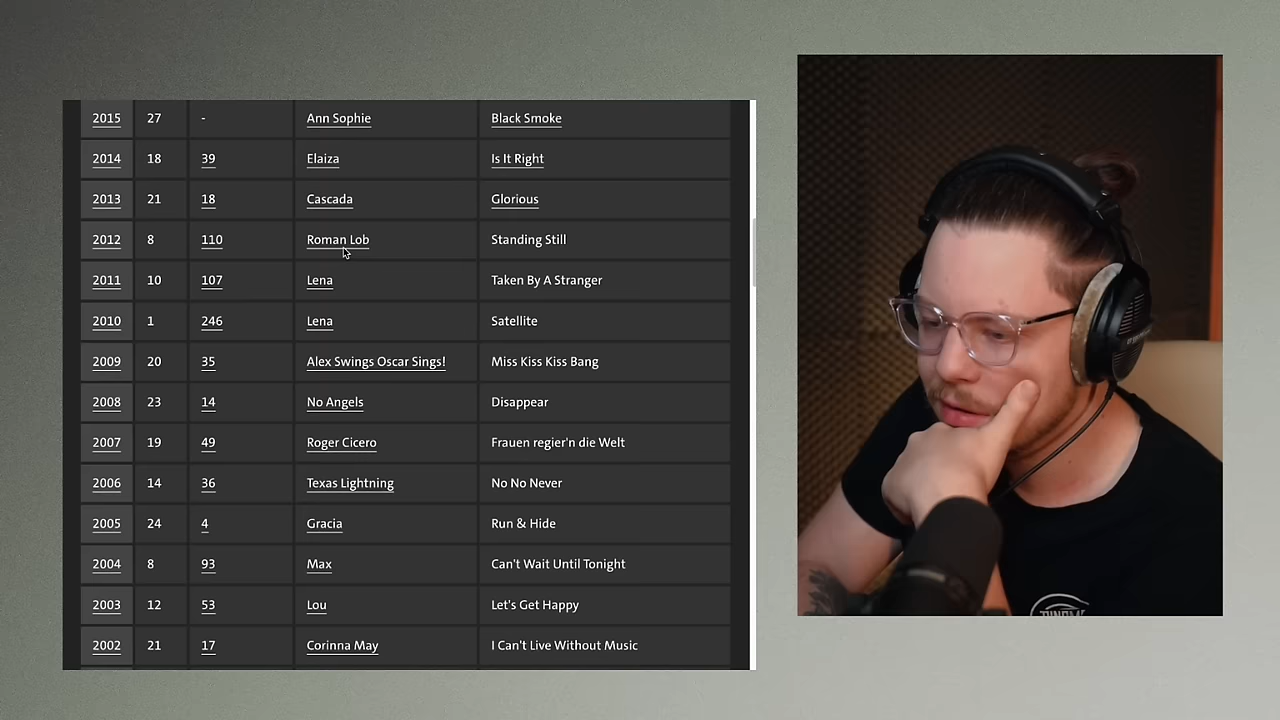 2015 27 - Ann Sophie Black Smoke
2014 18 39 Elaiza Is It Right
2013 21 18 Cascada Glorious
2012 8 110 Roman Lob Standing Still
2011 10 107 Lena Taken By A Stranger
2010 1 246 Lena Satellite
2009 20 35 Alex Swings Oscar Sings! Miss Kiss Kiss Bang
2008 23 14 No Angels Disappear
2007 19 49 Roger Cicero Frauen regier'n die Welt
2006 14 36 Texas Lightning No No Never
2005 24 4 Gracia Run & Hide
2004 8 93 Max Can't Wait Until Tonight
2003 12 53 Lou Let's Get Happy
2002 21 17 Corinna May I Can't Live Without Music